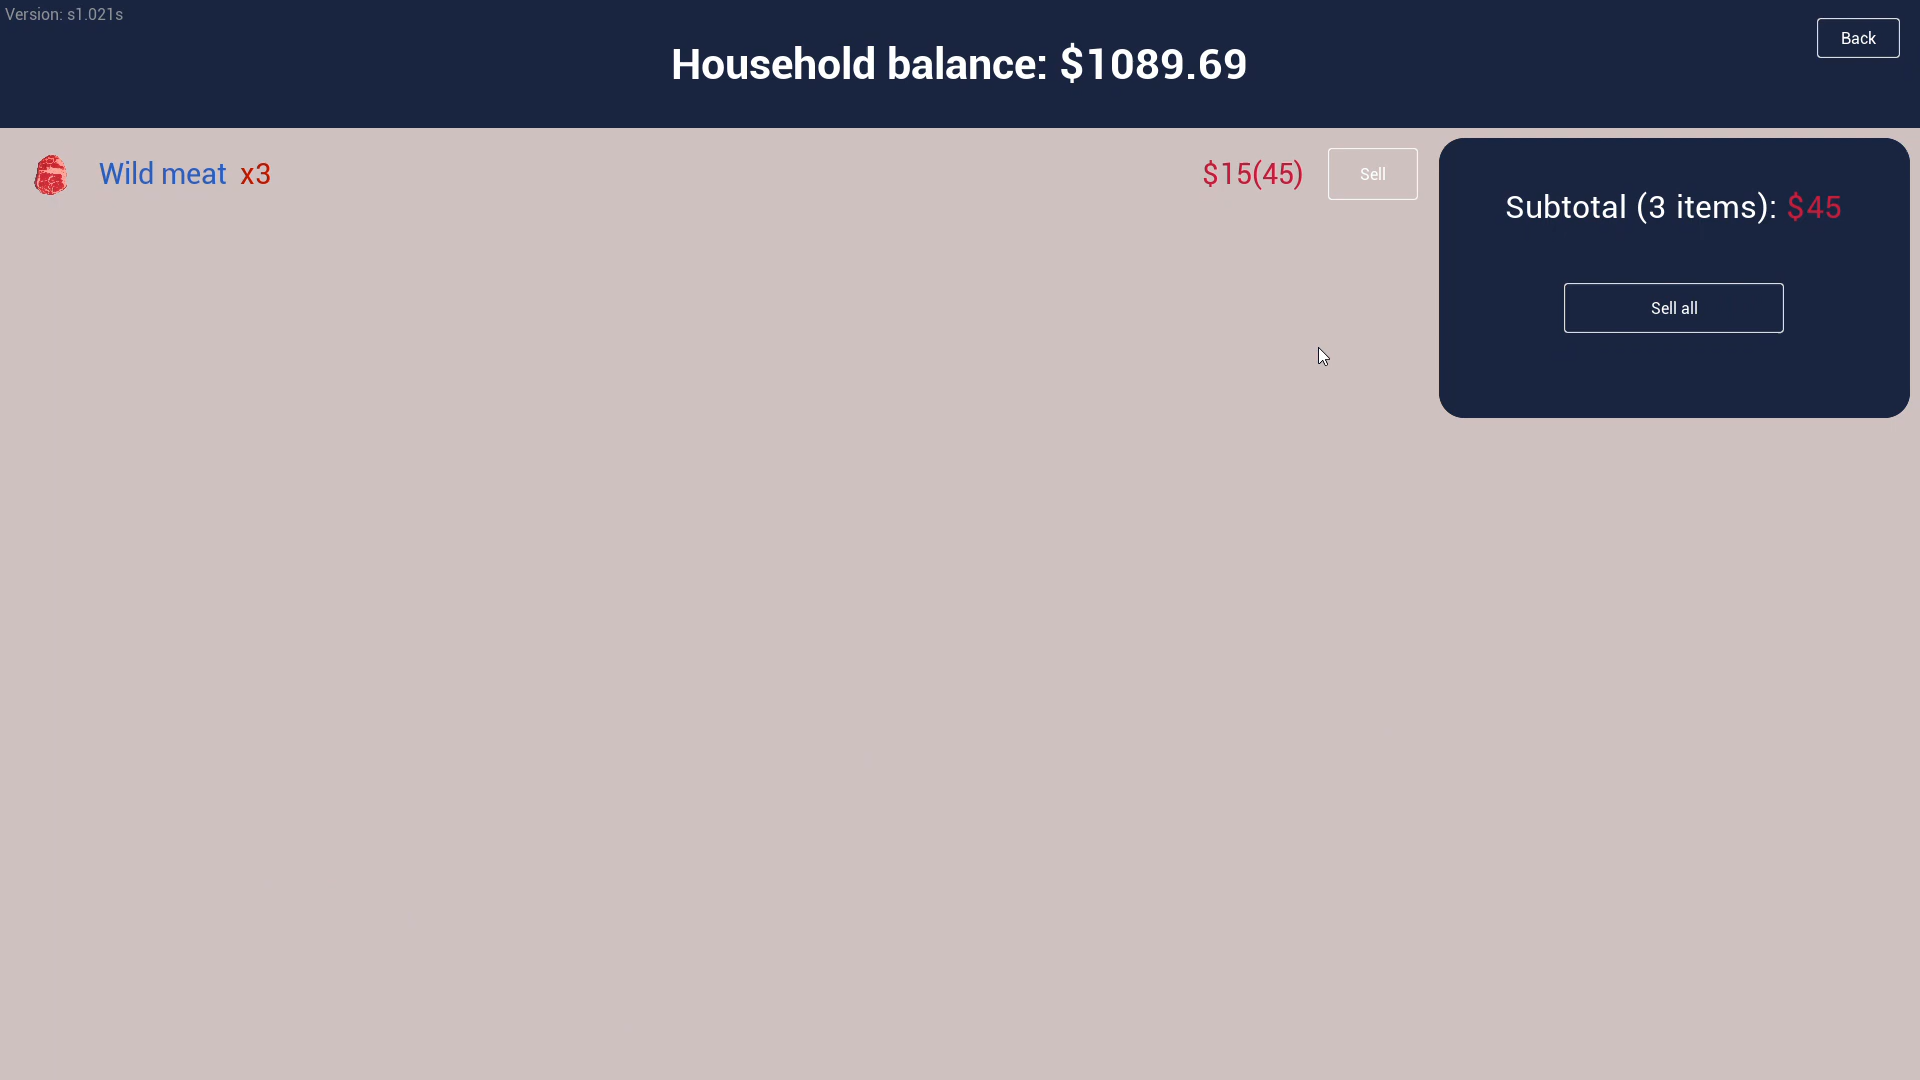 Version: s1.021s
Household balance: $1089.69
Back
Wild meat x3
$15(45)
Sell
Subtotal (3 items): $45
Sell all